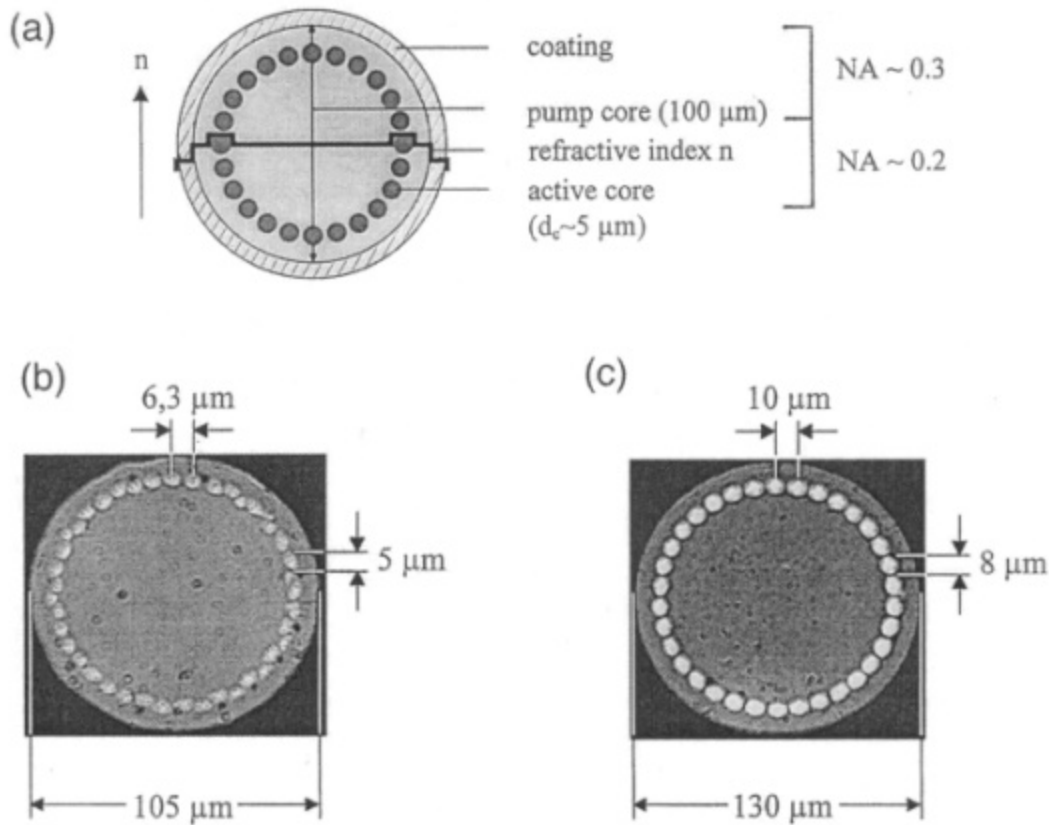 (a)
n
coating
pump core (100 µm)
refractive index n
active core
(dc~5 µm)
NA ~ 0.3
NA ~ 0.2
(b)
6,3 µm
5 µm
105 µm
(c)
10 µm
8 µm
130 µm